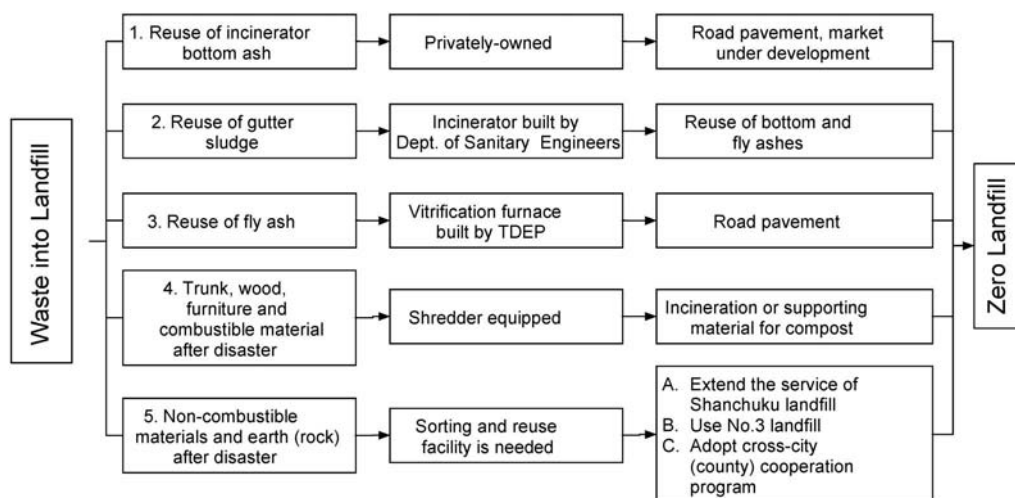 Waste into Landfill
1. Reuse of incinerator
bottom ash
Privately-owned
Road pavement, market
under development
2. Reuse of gutter
sludge
Incinerator built by
Dept. of Sanitary Engineers
Reuse of bottom and
fly ashes
3. Reuse of fly ash
Vitrification furnace
built by TDEP
Road pavement
4. Trunk, wood,
furniture and
combustible material
after disaster
Shredder equipped
Incineration or supporting
material for compost
5. Non-combustible
materials and earth (rock)
after disaster
Sorting and reuse
facility is needed
A. Extend the service of
Shanchuku landfill
B. Use No.3 landfill
C. Adopt cross-city
(county) cooperation
program
Zero Landfill